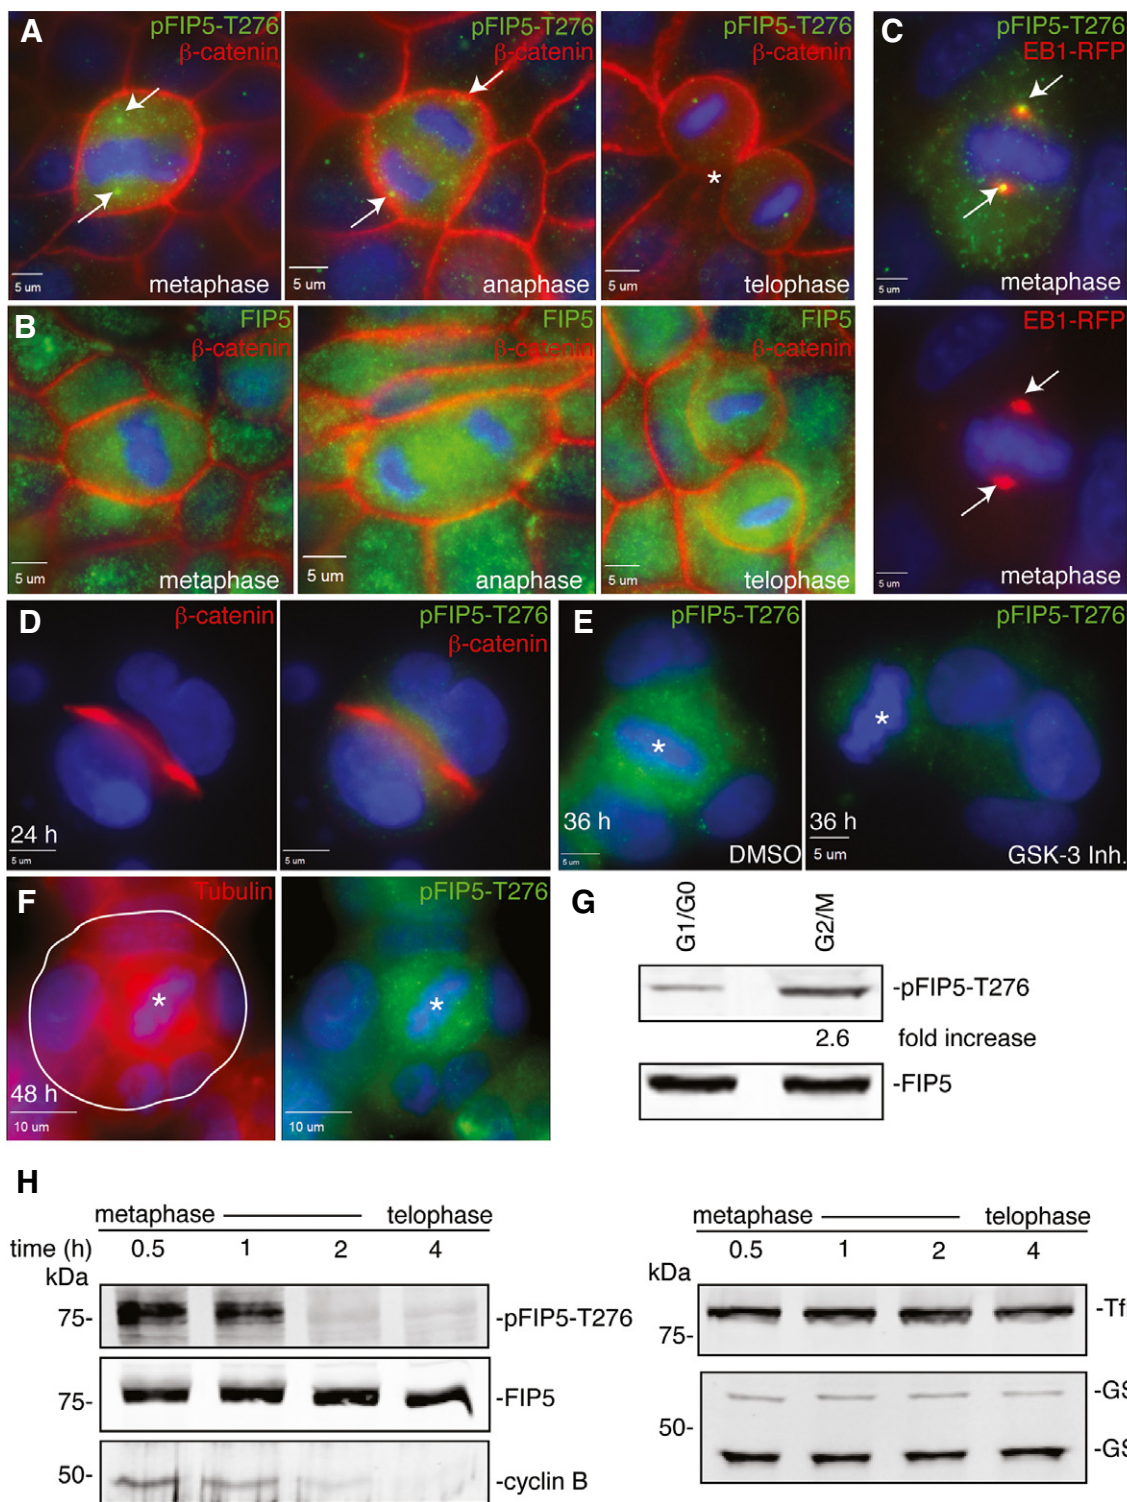 A
pFIP5-T276
β-catenin
5 um
metaphase
pFIP5-T276
β-catenin
5 um
anaphase
pFIP5-T276
β-catenin
*
5 um
telophase
C
pFIP5-T276
EB1-RFP
5 um
metaphase
B
FIP5
β-catenin
5 um
metaphase
FIP5
β-catenin
5 um
anaphase
FIP5
β-catenin
5 um
telophase
EB1-RFP
5 um
metaphase
D
β-catenin
24 h
5 um
pFIP5-T276
β-catenin
5 um
E
pFIP5-T276
*
36 h
5 um
DMSO
pFIP5-T276
*
36 h
5 um
GSK-3 Inh.
F
Tubulin
*
48 h
10 um
pFIP5-T276
*
10 um
G
G1/G0
G2/M
-pFIP5-T276
2.6 fold increase
-FIP5
H
metaphase telophase
time (h) 0.5 1 2 4
kDa
75- -pFIP5-T276
75- -FIP5
50- -cyclin B
metaphase telophase
0.5 1 2 4
kDa
-Tf
75-
-GS
50-
-GS